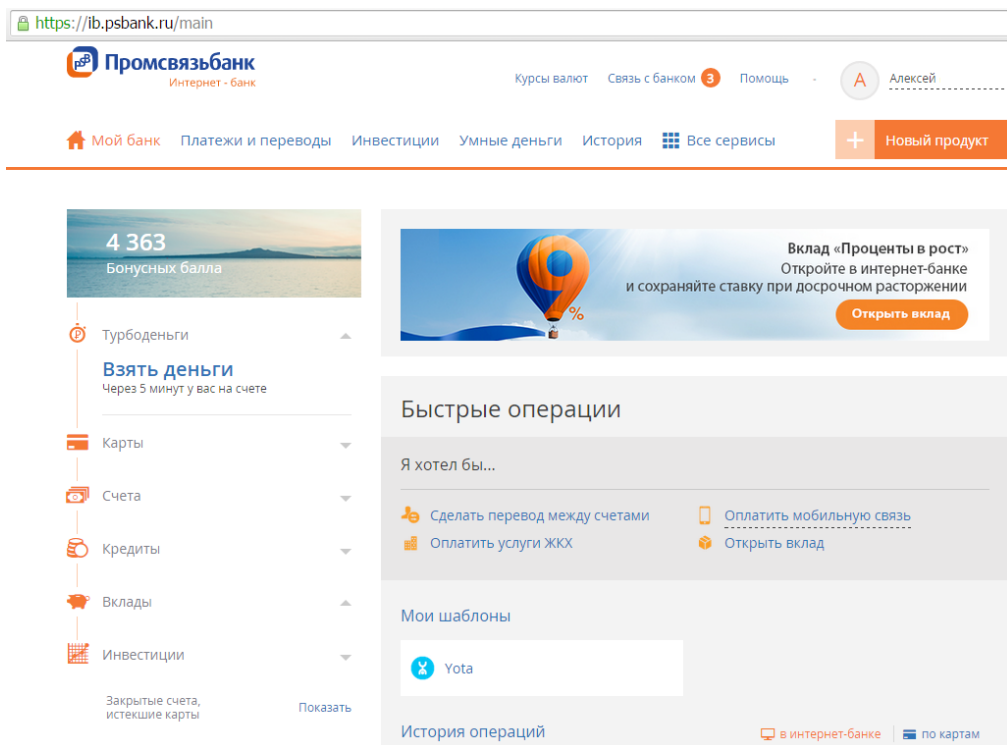 https://ib.psbank.ru/main
PSB Промсвязьбанк
Интернет - банк
Курсы валют Связь с банком 3 Помощь · А Алексей
Мой банк Платежи и переводы Инвестиции Умные деньги История Все сервисы + Новый продукт
4 363
Бонусных балла
9%
Вклад «Проценты в рост»
Откройте в интернет-банке
и сохраняйте ставку при досрочном расторжении
Открыть вклад
Турбоденьги
Взять деньги
Через 5 минут у вас на счете
Карты
Счета
Кредиты
Вклады
Инвестиции
Закрытые счета,
истекшие карты
Показать
Быстрые операции
Я хотел бы...
Сделать перевод между счетами
Оплатить мобильную связь
Оплатить услуги ЖКХ
Открыть вклад
Мои шаблоны
Yota
История операций
в интернет-банке
по картам